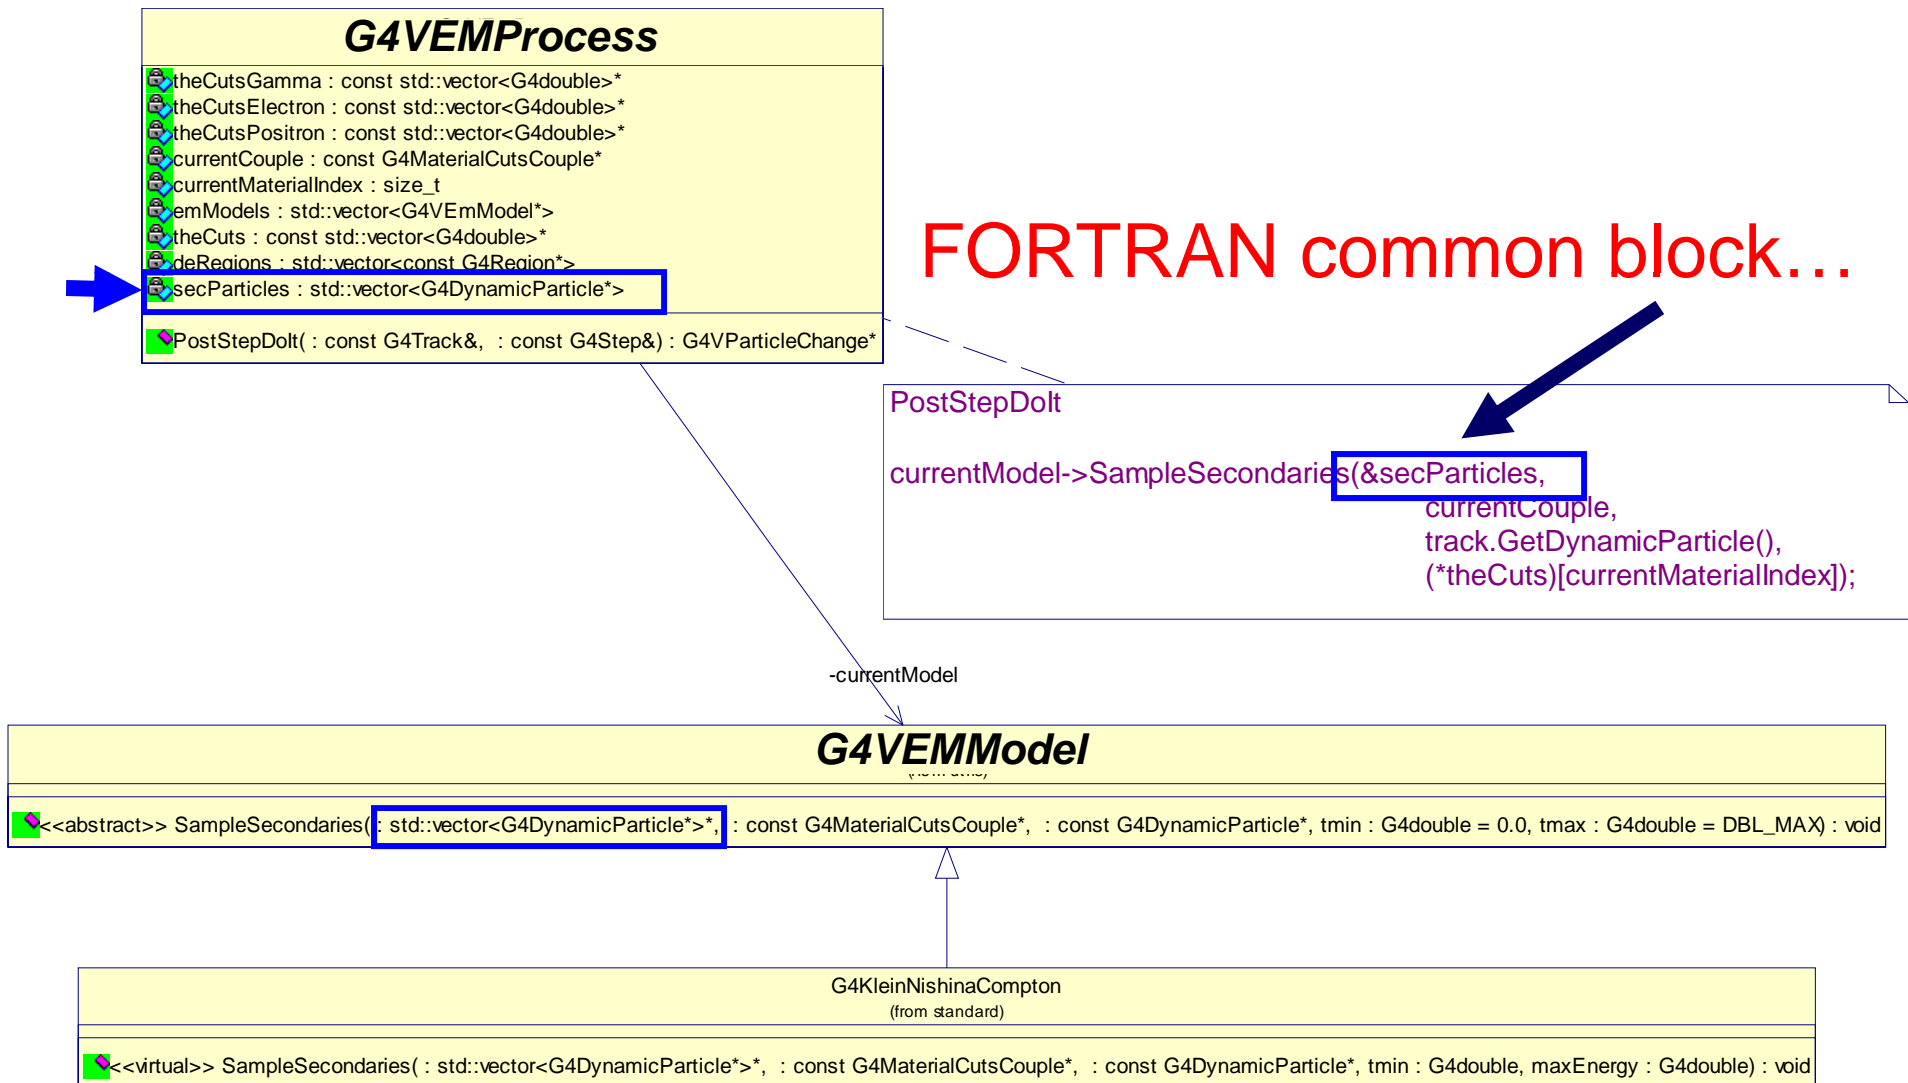 G4VEMProcess
theCutsGamma : const std::vector<G4double>*
theCutsElectron : const std::vector<G4double>*
theCutsPositron : const std::vector<G4double>*
currentCouple : const G4MaterialCutsCouple*
currentMaterialIndex : size_t
emModels : std::vector<G4VEmModel*>
theCuts : const std::vector<G4double>*
deRegions : std::vector<const G4Region*>
secParticles : std::vector<G4DynamicParticle*>
PostStepDoIt( : const G4Track&, : const G4Step&) : G4VParticleChange*
FORTRAN common block…
PostStepDoIt
currentModel->SampleSecondaries(&secParticles,
currentCouple,
track.GetDynamicParticle(),
(*theCuts)[currentMaterialIndex]);
-currentModel
G4VEMModel
<<abstract>> SampleSecondaries( : std::vector<G4DynamicParticle*>*, : const G4MaterialCutsCouple*, : const G4DynamicParticle*, tmin : G4double = 0.0, tmax : G4double = DBL_MAX) : void
G4KleinNishinaCompton
(from standard)
<<virtual>> SampleSecondaries( : std::vector<G4DynamicParticle*>*, : const G4MaterialCutsCouple*, : const G4DynamicParticle*, tmin : G4double, maxEnergy : G4double) : void